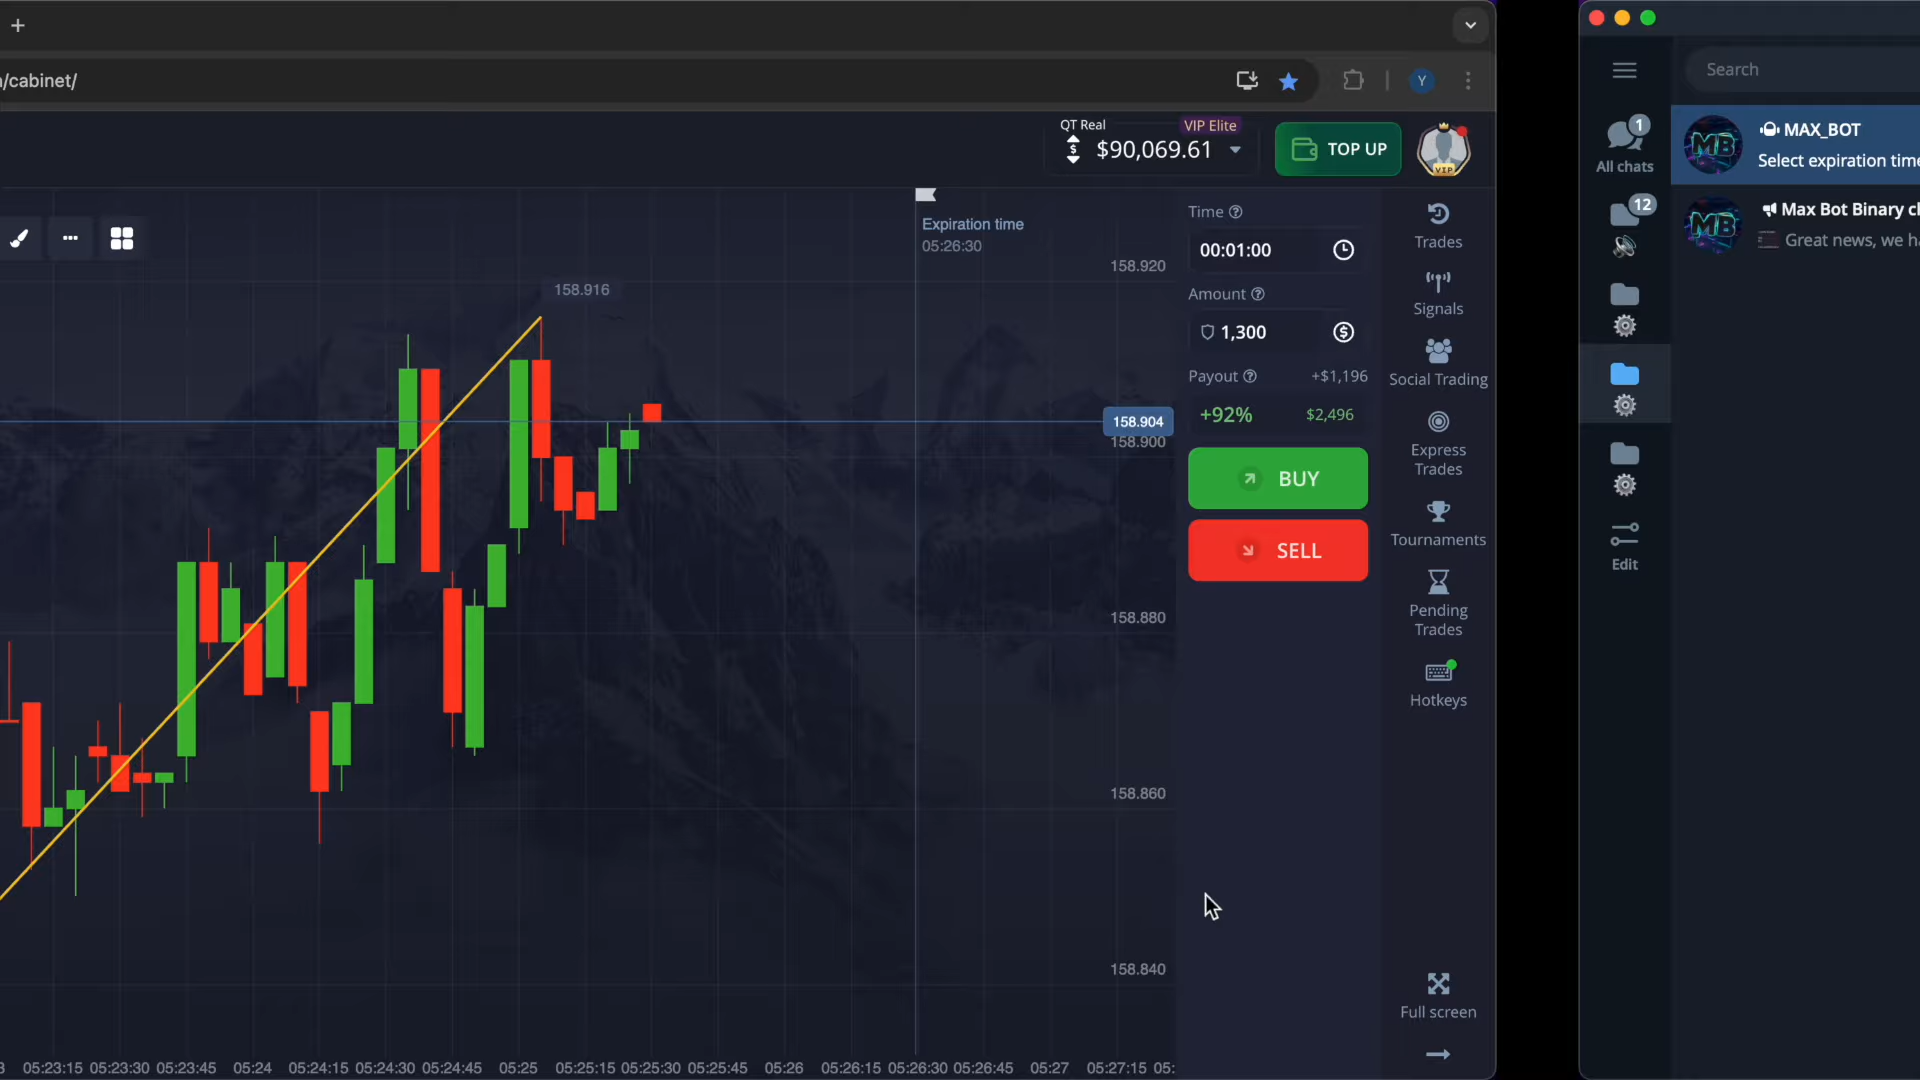 /cabinet/
Y
QT Real
VIP Elite
$90,069.61
TOP UP
VIP
Expiration time
05:26:30
158.916
158.920
158.904
158.900
158.880
158.860
158.840
05:23:15 05:23:30 05:23:45 05:24 05:24:15 05:24:30 05:24:45 05:25 05:25:15 05:25:30 05:25:45 05:26 05:26:15 05:26:30 05:26:45 05:27 05:27:15 05:
Time
00:01:00
Amount
1,300
Payout +$1,196
+92% $2,496
BUY
SELL
Trades
Signals
Social Trading
Express
Trades
Tournaments
Pending
Trades
Hotkeys
Full screen
Search
1
All chats
12
Edit
MB
MAX_BOT
Select expiration time
MB
Max Bot Binary c
Great news, we ha